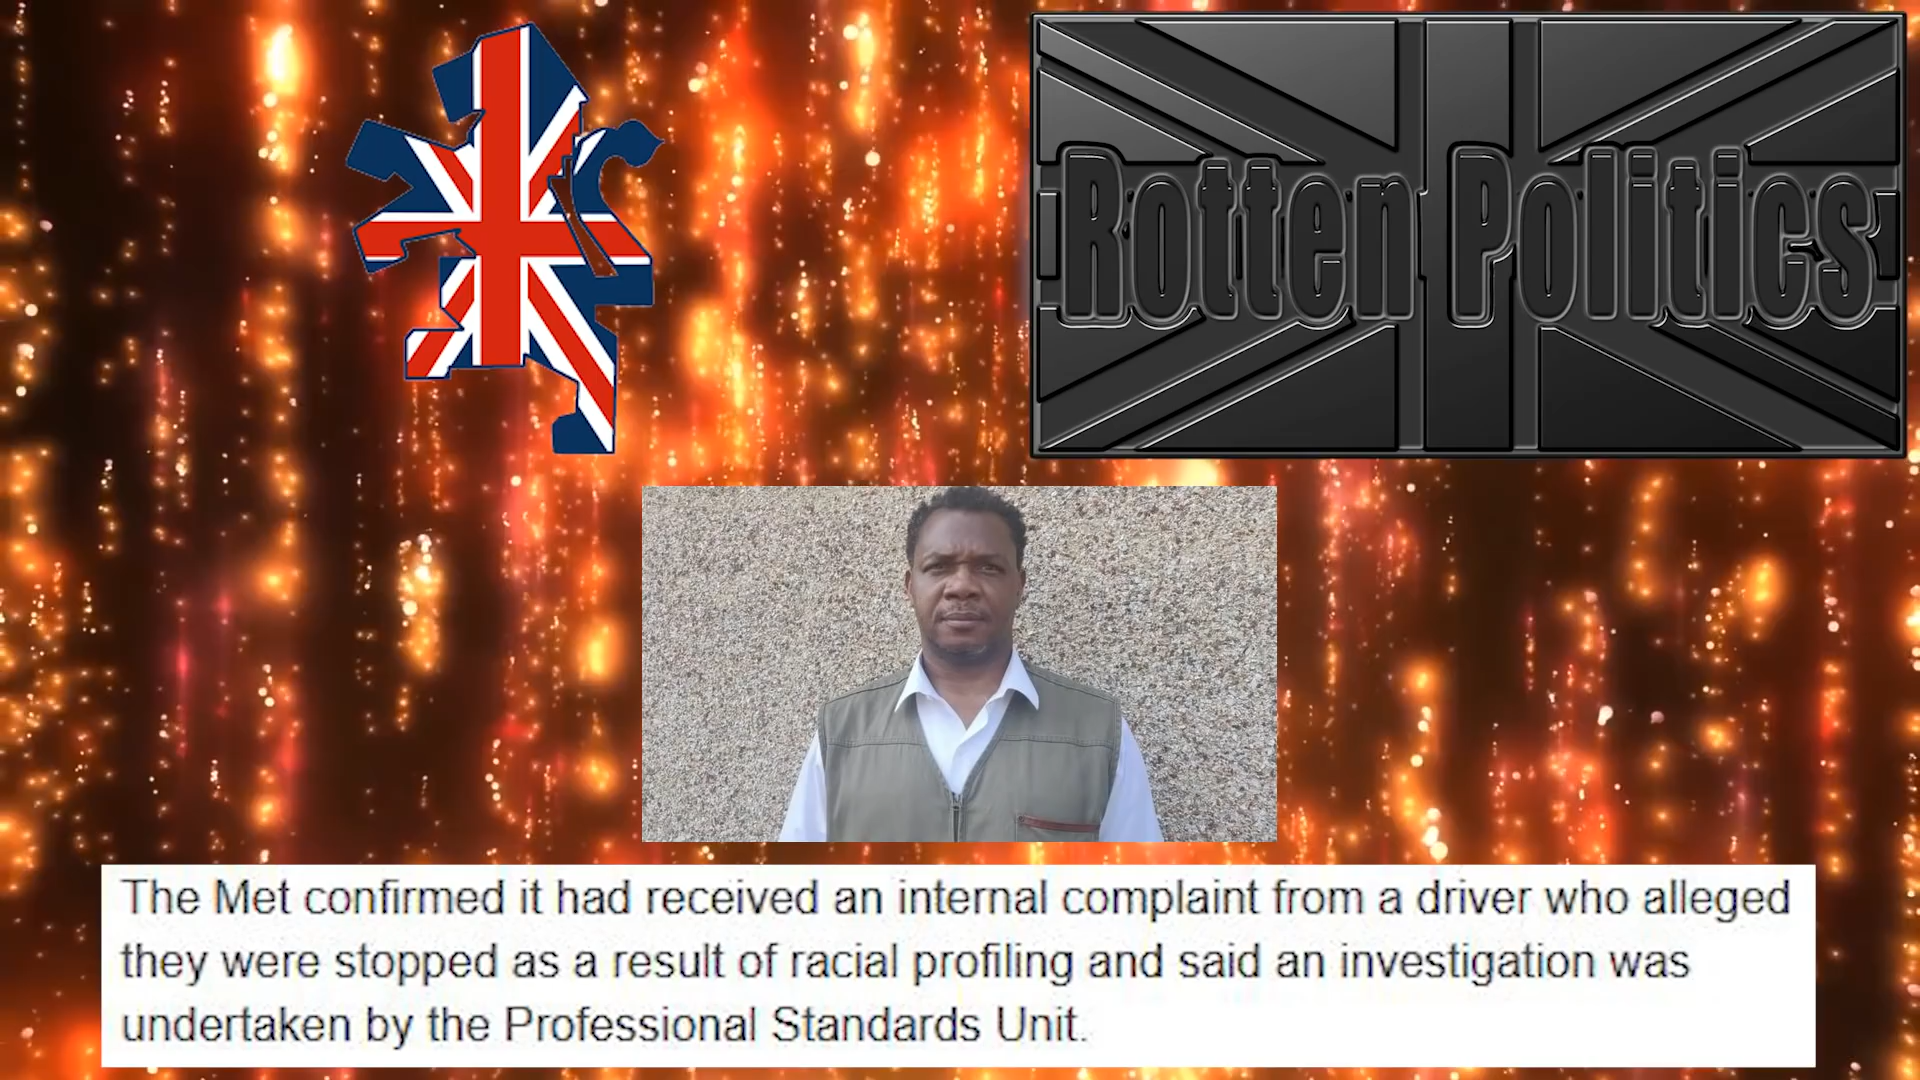 Rotten Politics
The Met confirmed it had received an internal complaint from a driver who alleged
they were stopped as a result of racial profiling and said an investigation was
undertaken by the Professional Standards Unit.